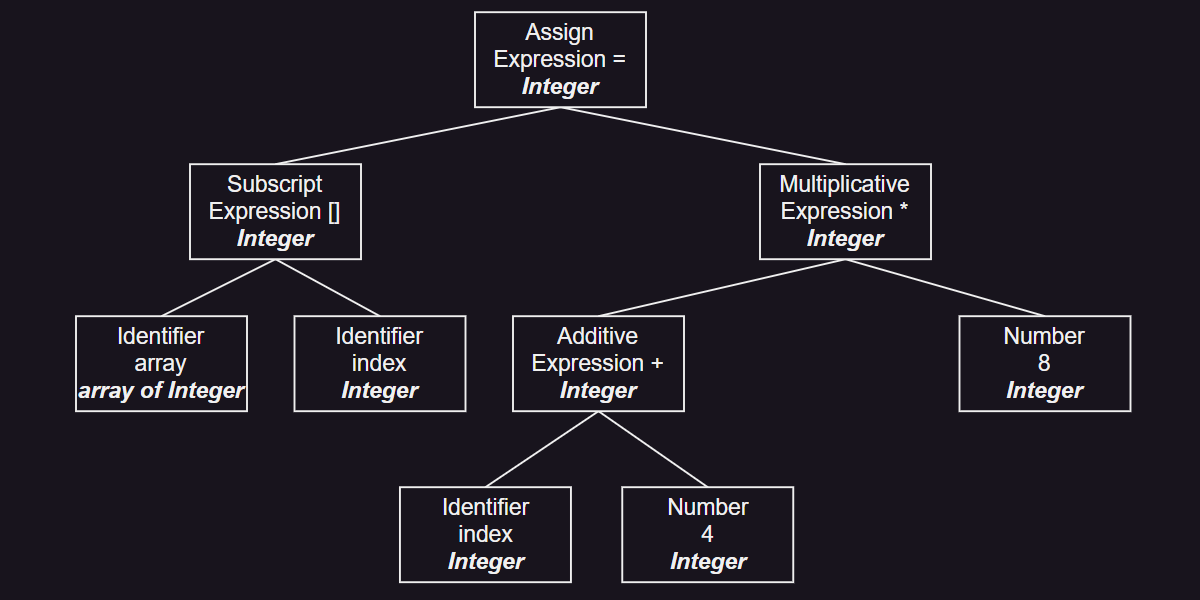 Assign
Expression =
Integer
Subscript
Expression []
Integer
Multiplicative
Expression *
Integer
Identifier
array
array of Integer
Identifier
index
Integer
Additive
Expression +
Integer
Number
8
Integer
Identifier
index
Integer
Number
4
Integer